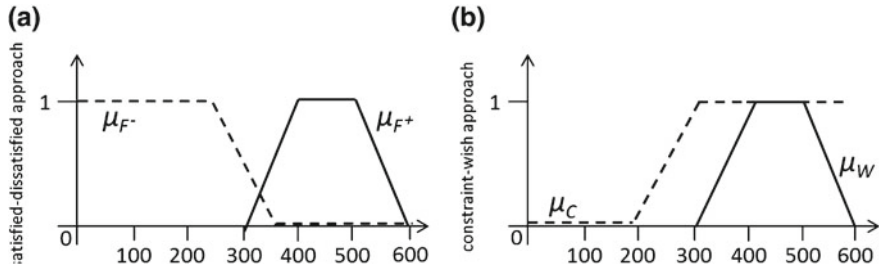 (a)
(b)
satisfied-dissatisfied approach
1
μF-
μF+
0
100 200 300 400 500 600
constraint-wish approach
1
μC
μW
0
100 200 300 400 500 600